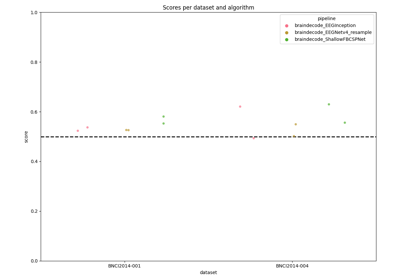 Scores per dataset and algorithm
pipeline
braindecode_EEGInception
braindecode_EEGNetv4_resample
braindecode_ShallowFBCSPNet
score
1.0
0.8
0.6
0.4
0.2
0.0
BNCI2014-001
BNCI2014-004
dataset